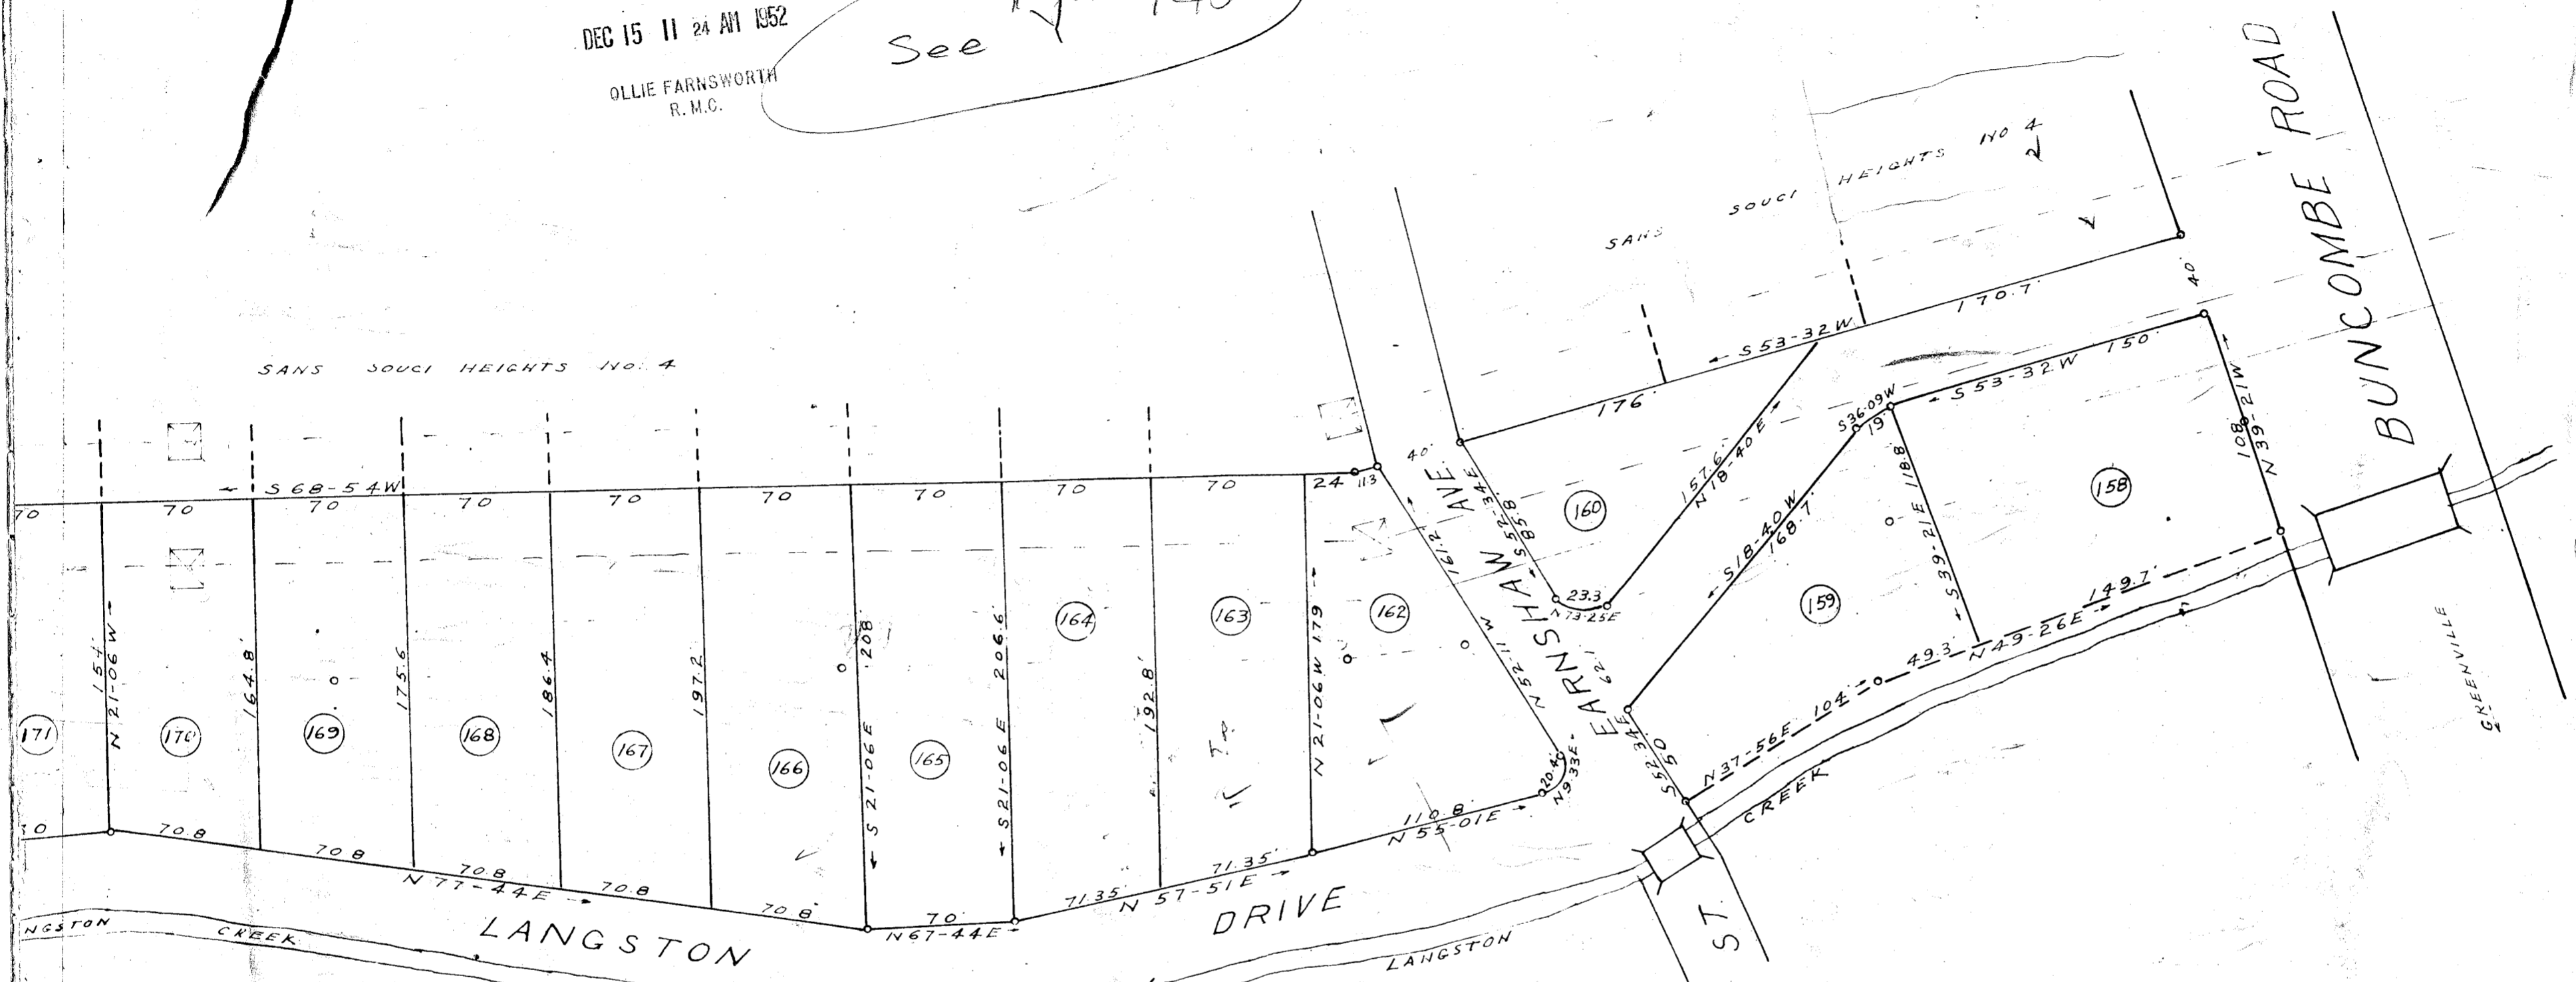 DEC 15 11 24 AM 1952
OLLIE FARNSWORTH
R. M. C.
See
SANS SOUCI HEIGHTS NO 4
BUNCOMBE ROAD
GREENVILLE
40'
170.7'
S 53-32 W
176'
150'
S 53-32 W
S 36-09 W
19'
108'
N 39-21 W
S 39-21 E 118.8'
158
159
160
157.6'
N 18-40 E
S 18-40 W
168.7'
149.7'
N 49-26 E
49.3'
104'
N 37-56 E
CREEK
SANS SOUCI HEIGHTS NO. 4
S 68-54 W
70
70
70
70
70
70
70
70
70
24
11.3
40'
EARNSHAW AVE.
S 52-34 E
85.8'
23.3
N 73-25 E
62.1'
S 52-34 E
50'
161.2'
N 52-11 W
20.4'
N 9-33 E
171
170
169
168
167
166
165
164
163
162
154'
N 21-06 W
164.8'
175.6
186.4
197.2'
208'
S 21-06 E
206.6'
S 21-06 E
192.8'
N 21-06 W 179
70.8
70.8
70.8
N 77-44 E
70.8
70.8'
70'
N 67-44 E
71.35'
71.35'
N 57-51 E
110.8'
N 55-01 E
LANGSTON DRIVE
NGSTON CREEK
LANGSTON
ST.